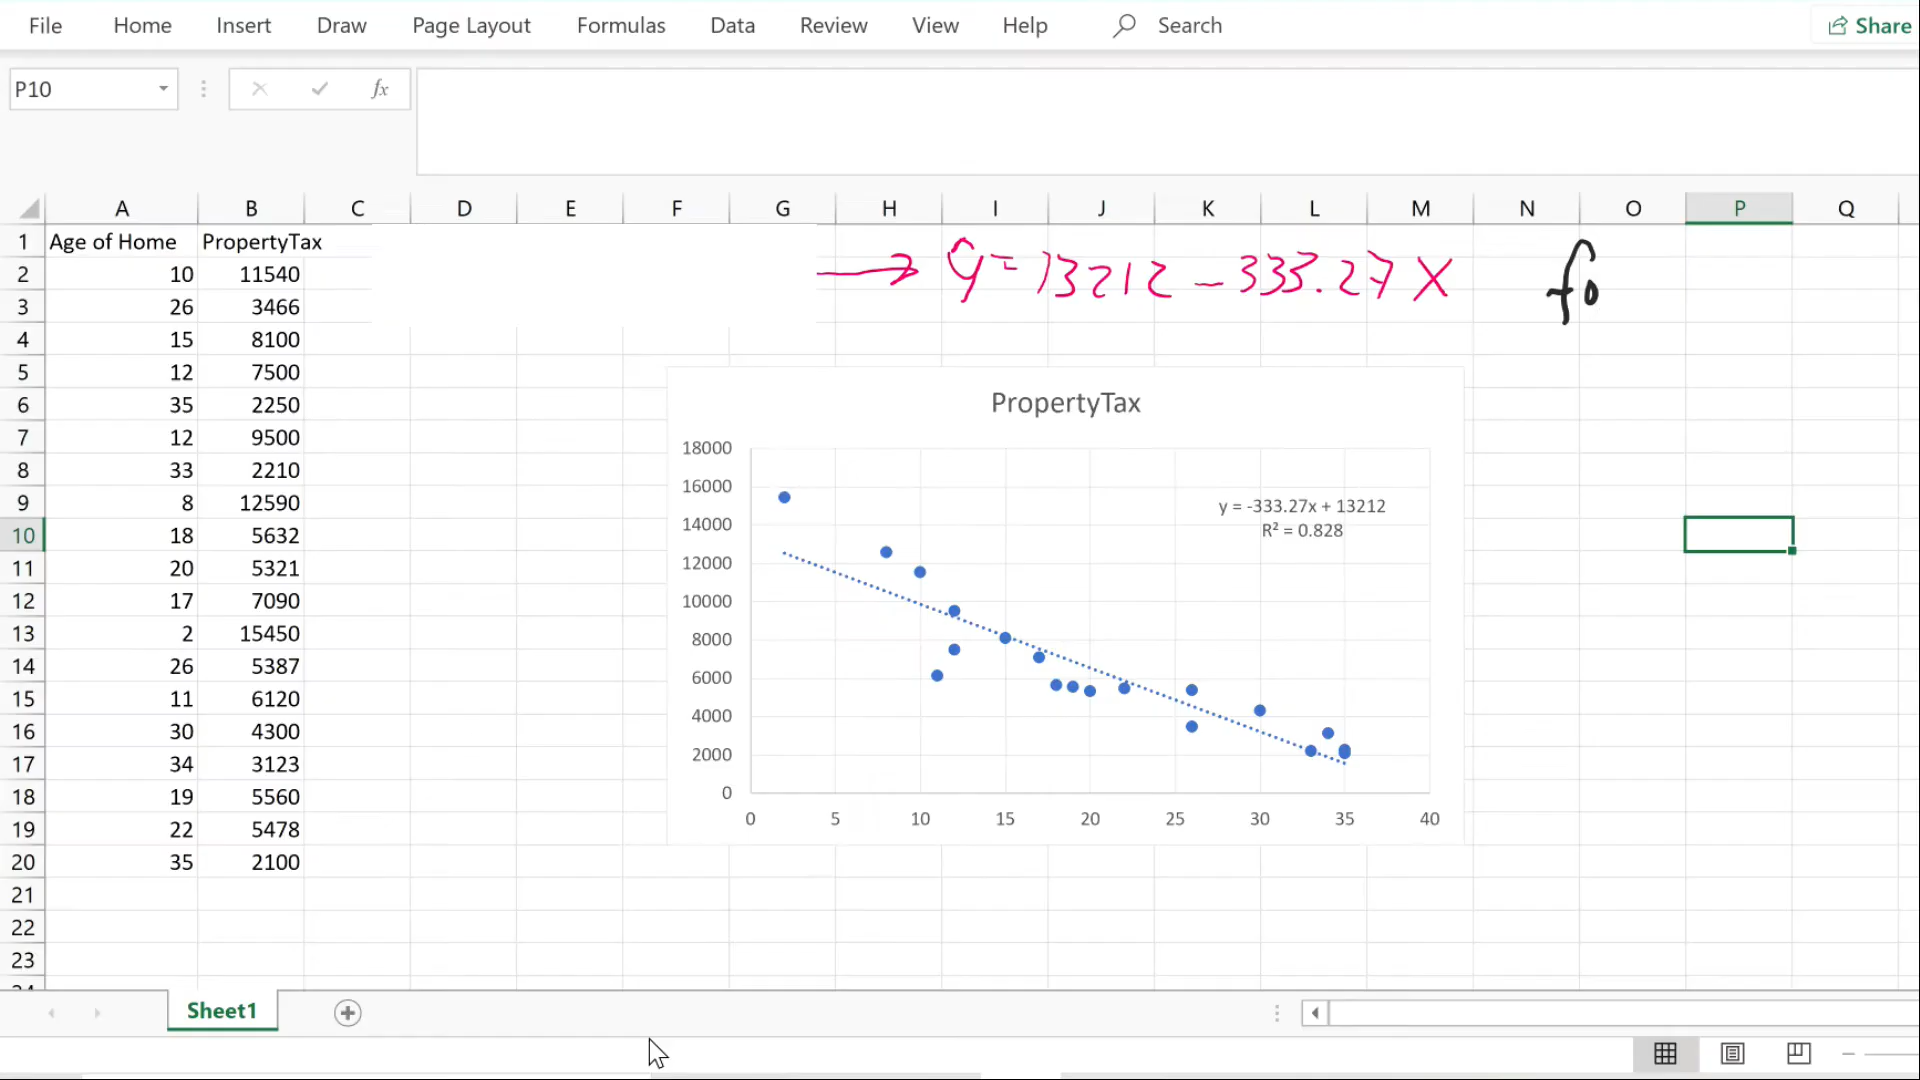 File Home Insert Draw Page Layout Formulas Data Review View Help Search Share
P10 fx
A B C D E F G H I J K L M N O P Q
1 Age of Home PropertyTax
2 10 11540
3 26 3466
4 15 8100
5 12 7500
6 35 2250
7 12 9500
8 33 2210
9 8 12590
10 18 5632
11 20 5321
12 17 7090
13 2 15450
14 26 5387
15 11 6120
16 30 4300
17 34 3123
18 19 5560
19 22 5478
20 35 2100
21
22
23
ŷ = 13212 - 333.27 X fo
PropertyTax
18000
16000
14000
12000
10000
8000
6000
4000
2000
0
0 5 10 15 20 25 30 35 40
y = -333.27x + 13212
R² = 0.828
Sheet1